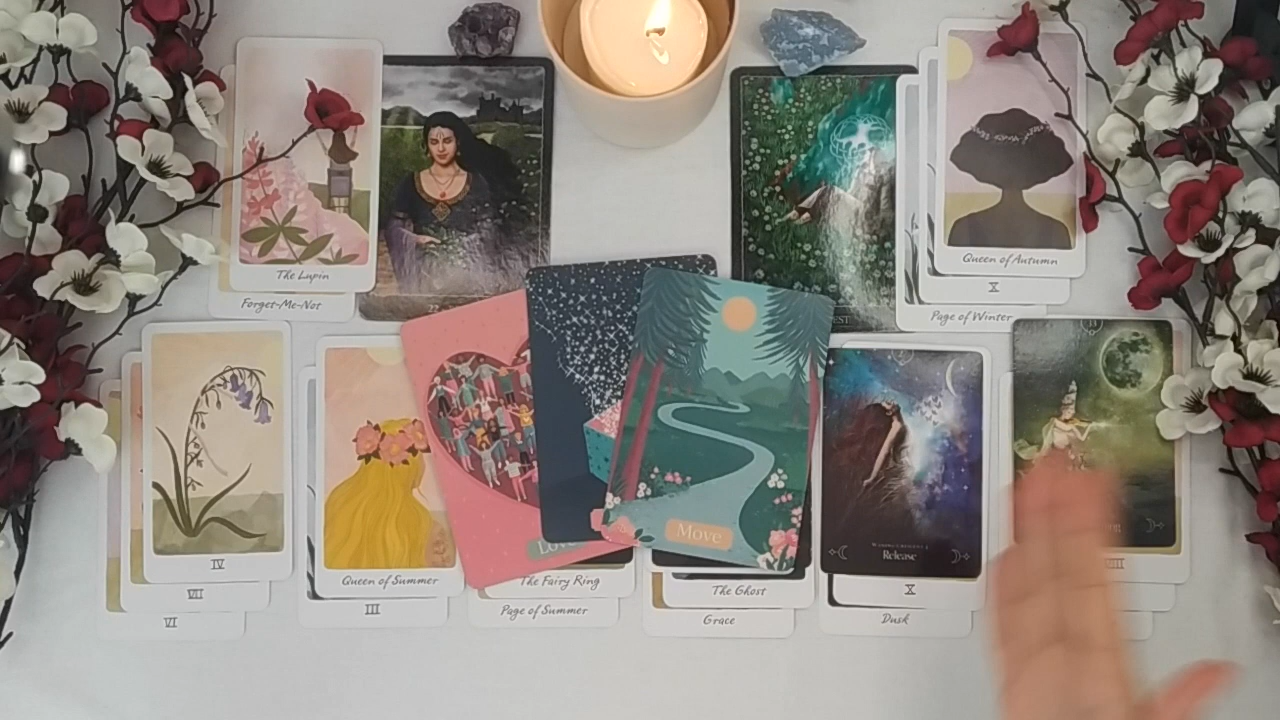 The Lupin
Forget-Me-Not
Queen of Autumn
X
Page of Winter
IV
VII
VI
Queen of Summer
III
The Fairy Ring
Page of Summer
Move
The Ghost
Grace
Release
X
Dusk